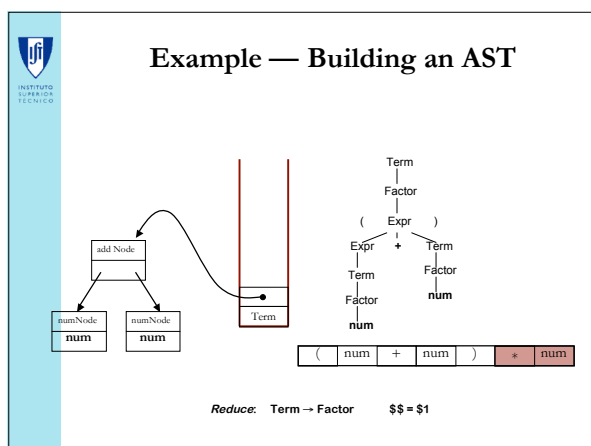 Example — Building an AST
INSTITUTO
SUPERIOR
TÉCNICO
add Node
numNode
num
numNode
num
Term
Term
Factor
( Expr )
Expr + Term
Term Factor
Factor num
num
( num + num ) * num
Reduce: Term → Factor $$ = $1